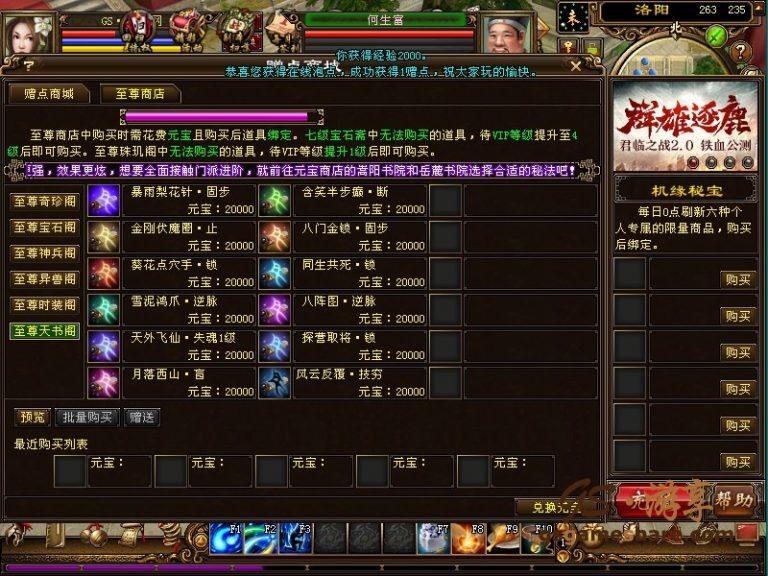 GS
何生富
洛阳
263 235
北
你获得经验2000。
恭喜您获得在线泡点，成功获得1赠点，祝大家玩的愉快。
赠点商城
至尊商店
至尊商店中购买时需花费元宝且购买后道具绑定。七级宝石斋中无法购买的道具，待VIP等级提升至4
级后即可购买。至尊珠玑阁中无法购买的道具，待VIP等级提升1级后即可购买。
强，效果更炫，想要全面接触门派进阶，就前往元宝商店的嵩阳书院和岳麓书院选择合适的秘法吧！
至尊奇珍阁
至尊宝石阁
至尊神兵阁
至尊异兽阁
至尊时装阁
至尊天书阁
暴雨梨花针·固步
元宝：20000
含笑半步癫·断
元宝：20000
金刚伏魔圈·止
元宝：20000
八门金锁·固步
元宝：20000
葵花点穴手·锁
元宝：20000
同生共死·锁
元宝：20000
雪泥鸿爪·逆脉
元宝：20000
八阵图·逆脉
元宝：20000
天外飞仙·失魂1级
元宝：20000
探营取将·锁
元宝：20000
月落西山·盲
元宝：20000
风云反覆·技穷
元宝：20000
预览
批量购买
赠送
最近购买列表
元宝：
元宝：
元宝：
元宝：
元宝：
群雄逐鹿
君临之战2.0 铁血公测
机缘秘宝
每日0点刷新六种个
人专属的限量商品，购买
后绑定。
购买
购买
购买
购买
购买
购买
帮助
游享
F1
F2
F3
F7
F8
F9
F10